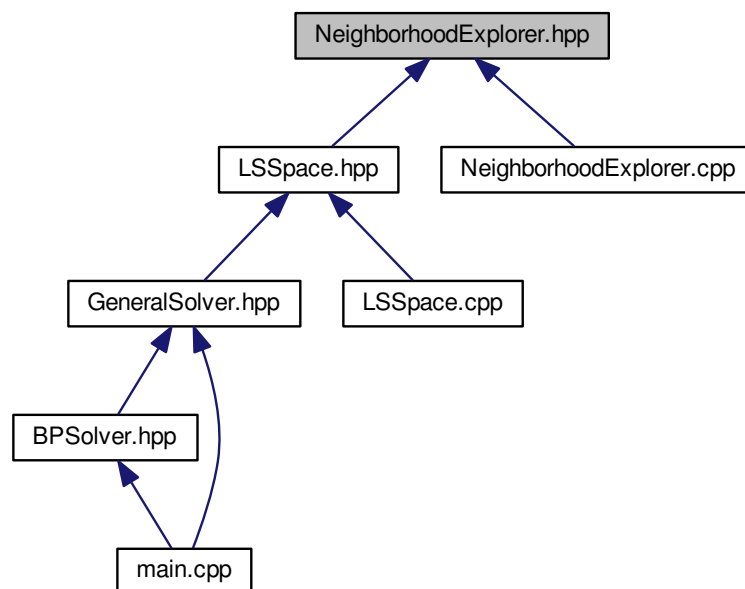 NeighborhoodExplorer.hpp
LSSpace.hpp
NeighborhoodExplorer.cpp
GeneralSolver.hpp
LSSpace.cpp
BPSolver.hpp
main.cpp